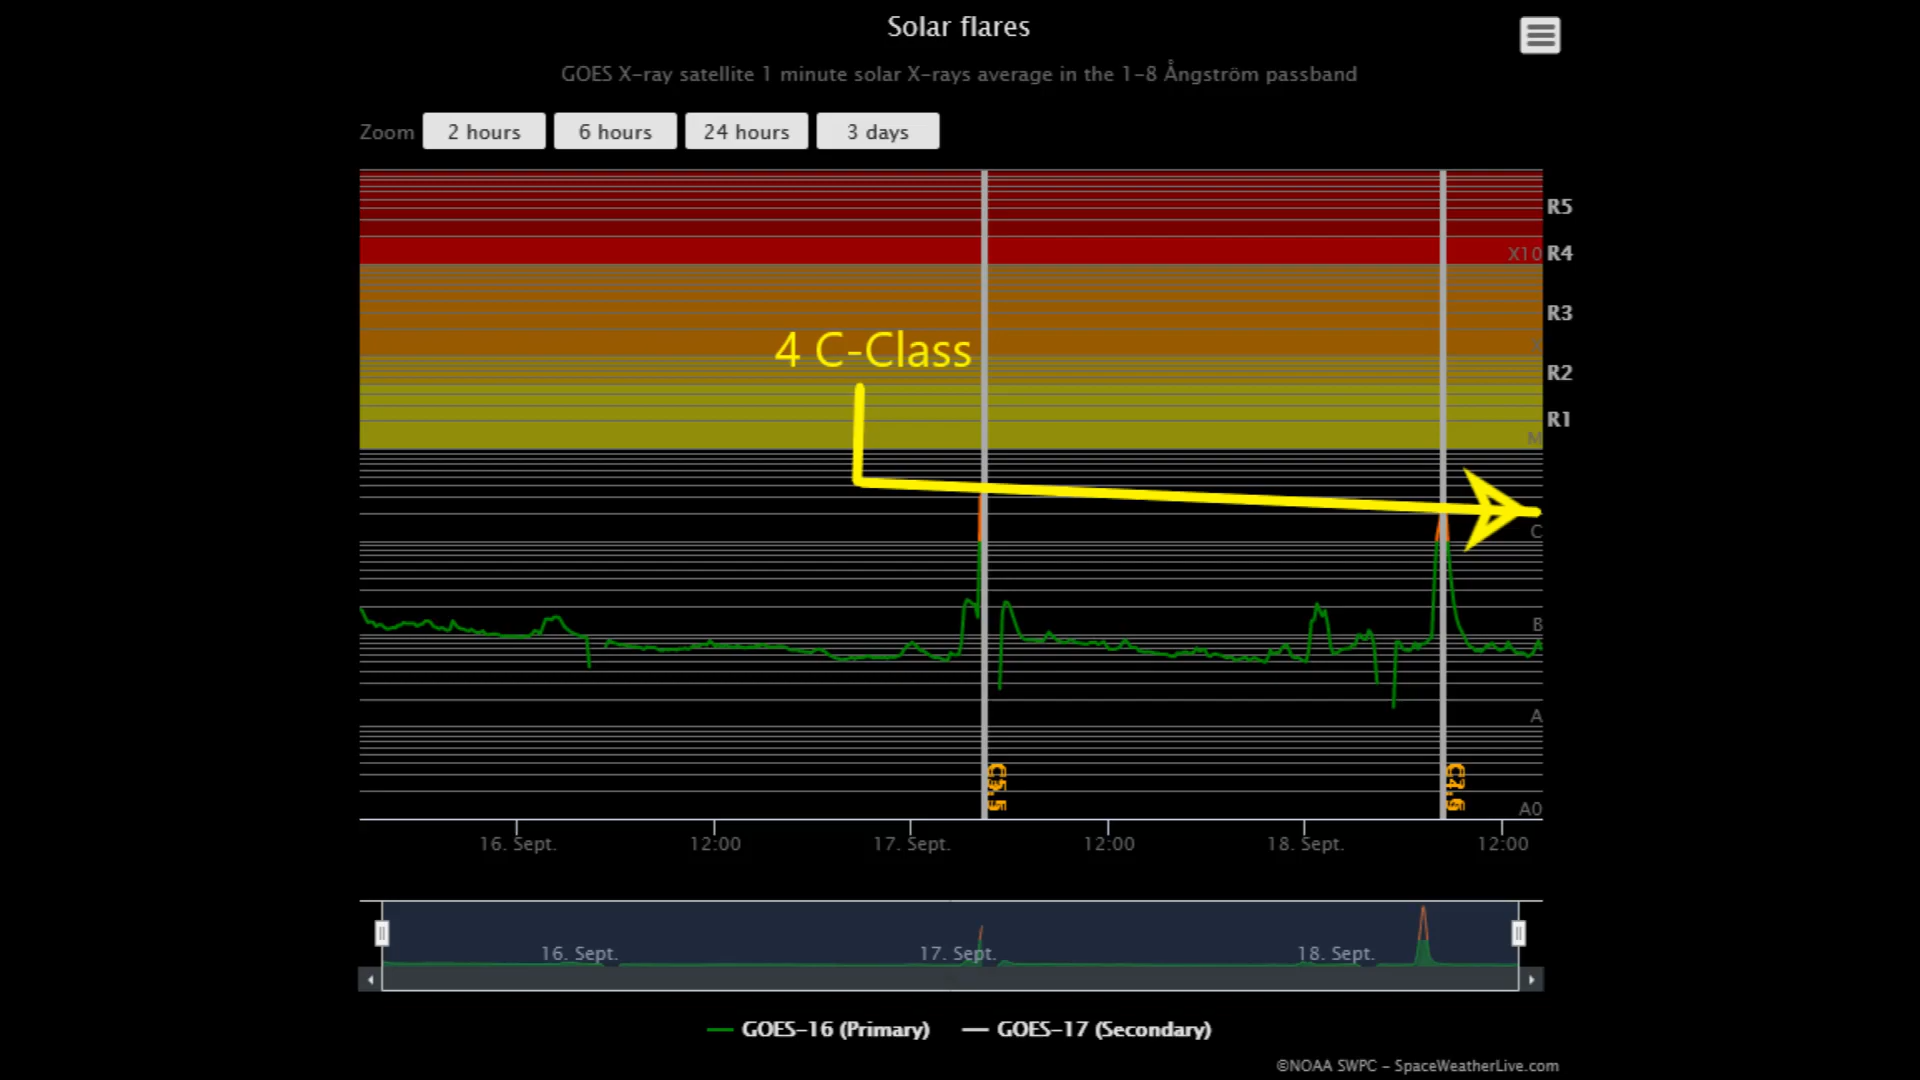 Solar flares
GOES X-ray satellite 1 minute solar X-rays average in the 1-8 Ångström passband
Zoom 2 hours 6 hours 24 hours 3 days
R5
X10 R4
R3
4 C-Class
X
R2
R1
M
C
B
A
A0
16. Sept. 12:00 17. Sept. 12:00 18. Sept. 12:00
16. Sept. 17. Sept. 18. Sept.
GOES-16 (Primary) GOES-17 (Secondary)
©NOAA SWPC - SpaceWeatherLive.com